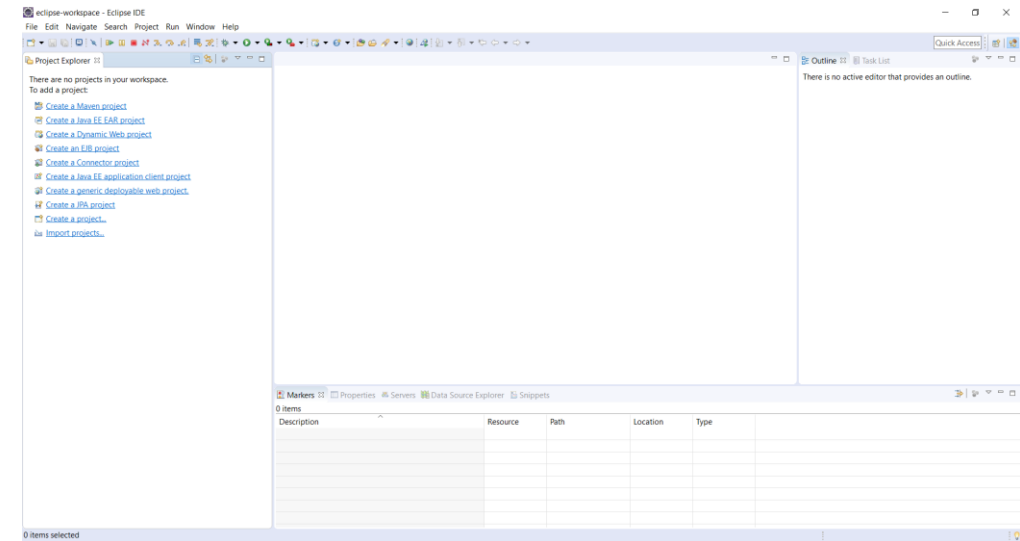 eclipse-workspace - Eclipse IDE
File Edit Navigate Search Project Run Window Help
Quick Access
Project Explorer
There are no projects in your workspace.
To add a project:
Create a Maven project
Create a Java EE EAR project
Create a Dynamic Web project
Create an EJB project
Create a Connector project
Create a Java EE application client project
Create a generic deployable web project.
Create a JPA project
Create a project...
Import projects...
Outline Task List
There is no active editor that provides an outline.
Markers Properties Servers Data Source Explorer Snippets
0 items
Description Resource Path Location Type
0 items selected